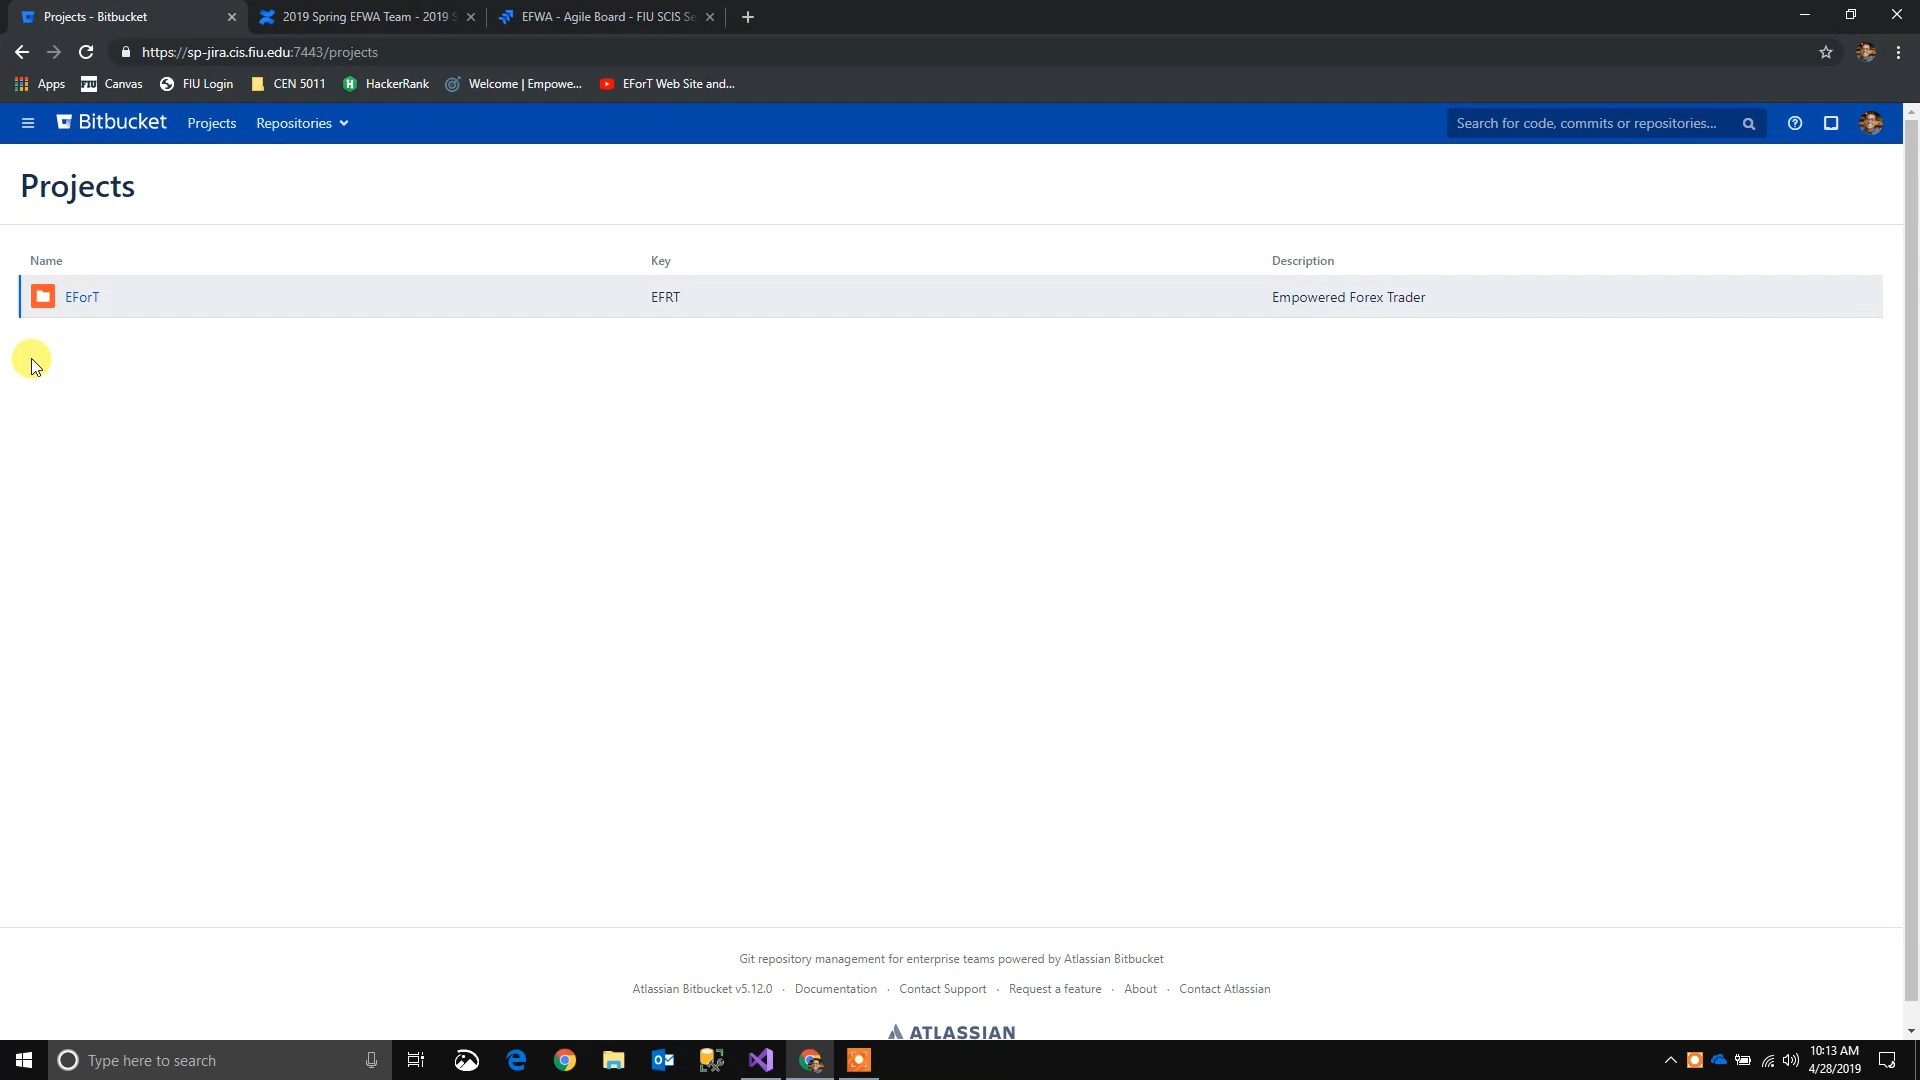 Projects - Bitbucket
2019 Spring EFWA Team - 2019 S
EFWA - Agile Board - FIU SCIS Se
https://sp-jira.cis.fiu.edu:7443/projects
Apps
FIU Canvas
FIU Login
CEN 5011
H HackerRank
Welcome | Empowe...
EForT Web Site and...
Bitbucket
Projects
Repositories
Search for code, commits or repositories...
Projects
Name Key Description
EForT EFRT Empowered Forex Trader
Git repository management for enterprise teams powered by Atlassian Bitbucket
Atlassian Bitbucket v5.12.0 · Documentation · Contact Support · Request a feature · About · Contact Atlassian
ATLASSIAN
Type here to search
10:13 AM
4/28/2019